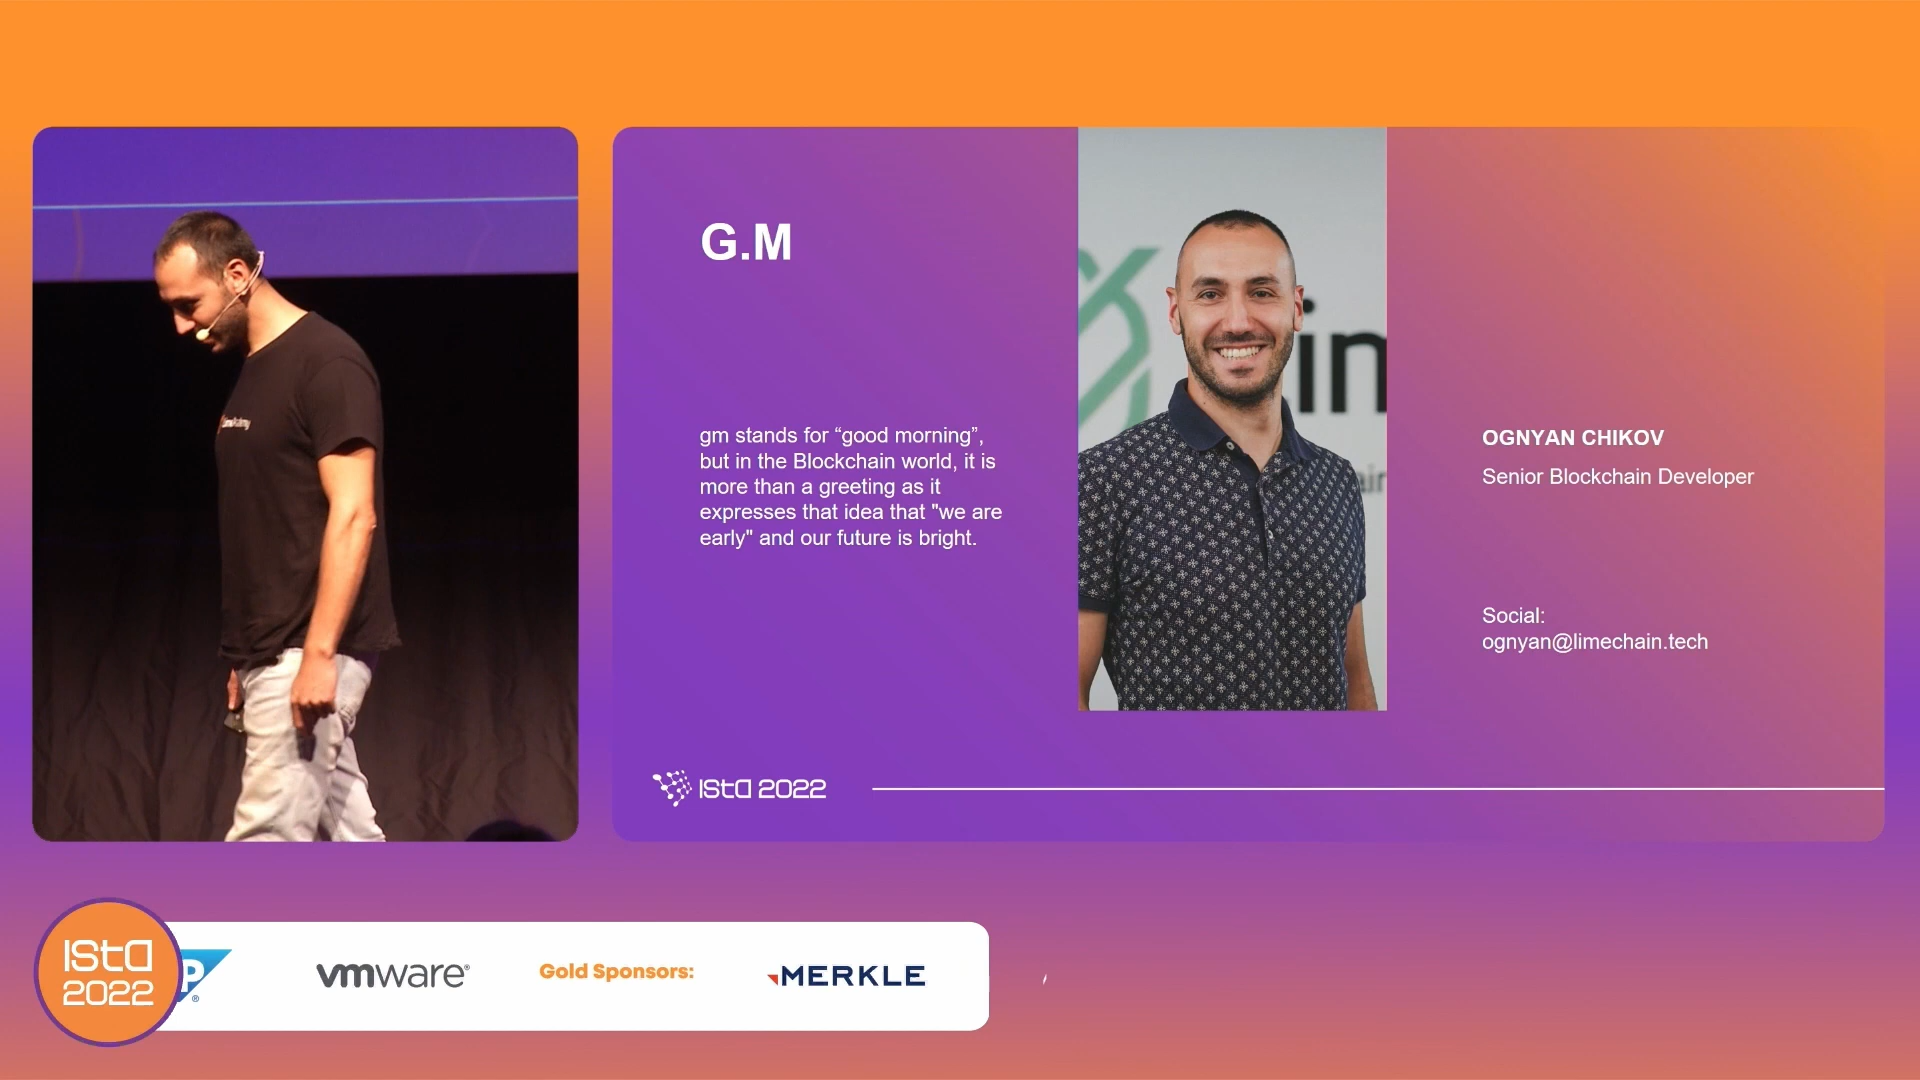 G.M
gm stands for “good morning”,
but in the Blockchain world, it is
more than a greeting as it
expresses that idea that "we are
early" and our future is bright.
im
OGNYAN CHIKOV
Senior Blockchain Developer
Social:
ognyan@limechain.tech
ISta 2022
ISta
2022
P
vmware®
Gold Sponsors:
MERKLE